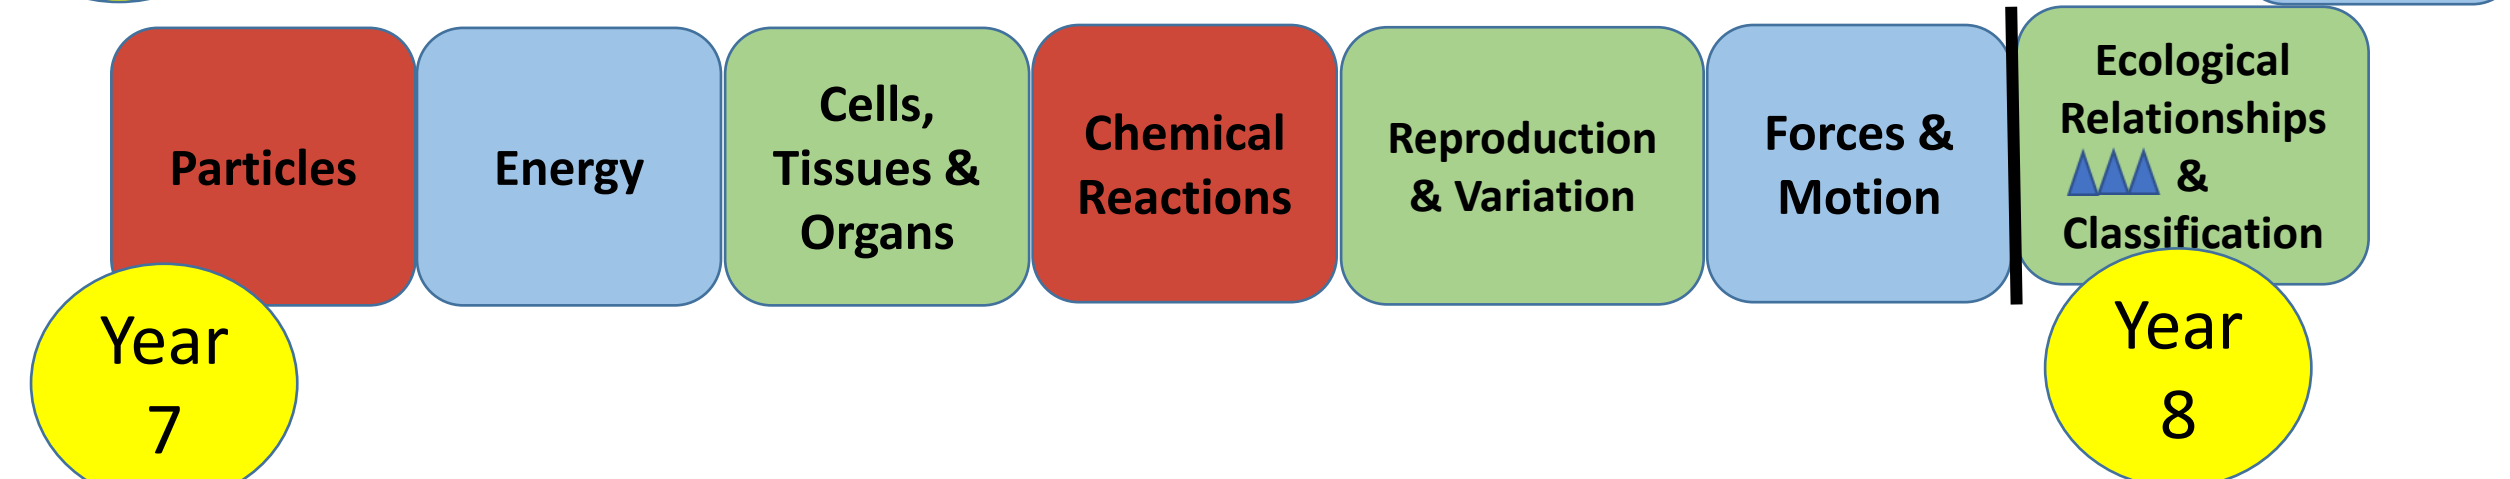 Particles
Energy
Cells,
Tissues &
Organs
Chemical
Reactions
Reproduction
& Variation
Forces &
Motion
Ecological
Relationships
&
Classification
Year
7
Year
8